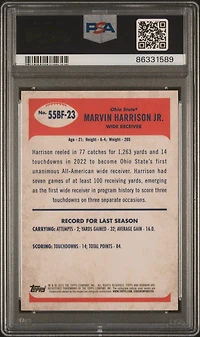 PSA
86331589
No. 55BF-23
Ohio State®
MARVIN HARRISON JR.
WIDE RECEIVER
Age - 21, Height - 6-4, Weight - 205
Harrison reeled in 77 catches for 1,263 yards and 14
touchdowns in 2022 to become Ohio State's first
unanimous All-American wide receiver. Harrison had
seven games of at least 100 receiving yards, emerging
as the first wide receiver in program history to score three
touchdowns on three separate occasions.
RECORD FOR LAST SEASON
CARRYING: ATTEMPTS - 2; YARDS GAINED - 32; AVERAGE GAIN - 16.0.
SCORING: TOUCHDOWNS - 14; TOTAL POINTS - 84.
Topps